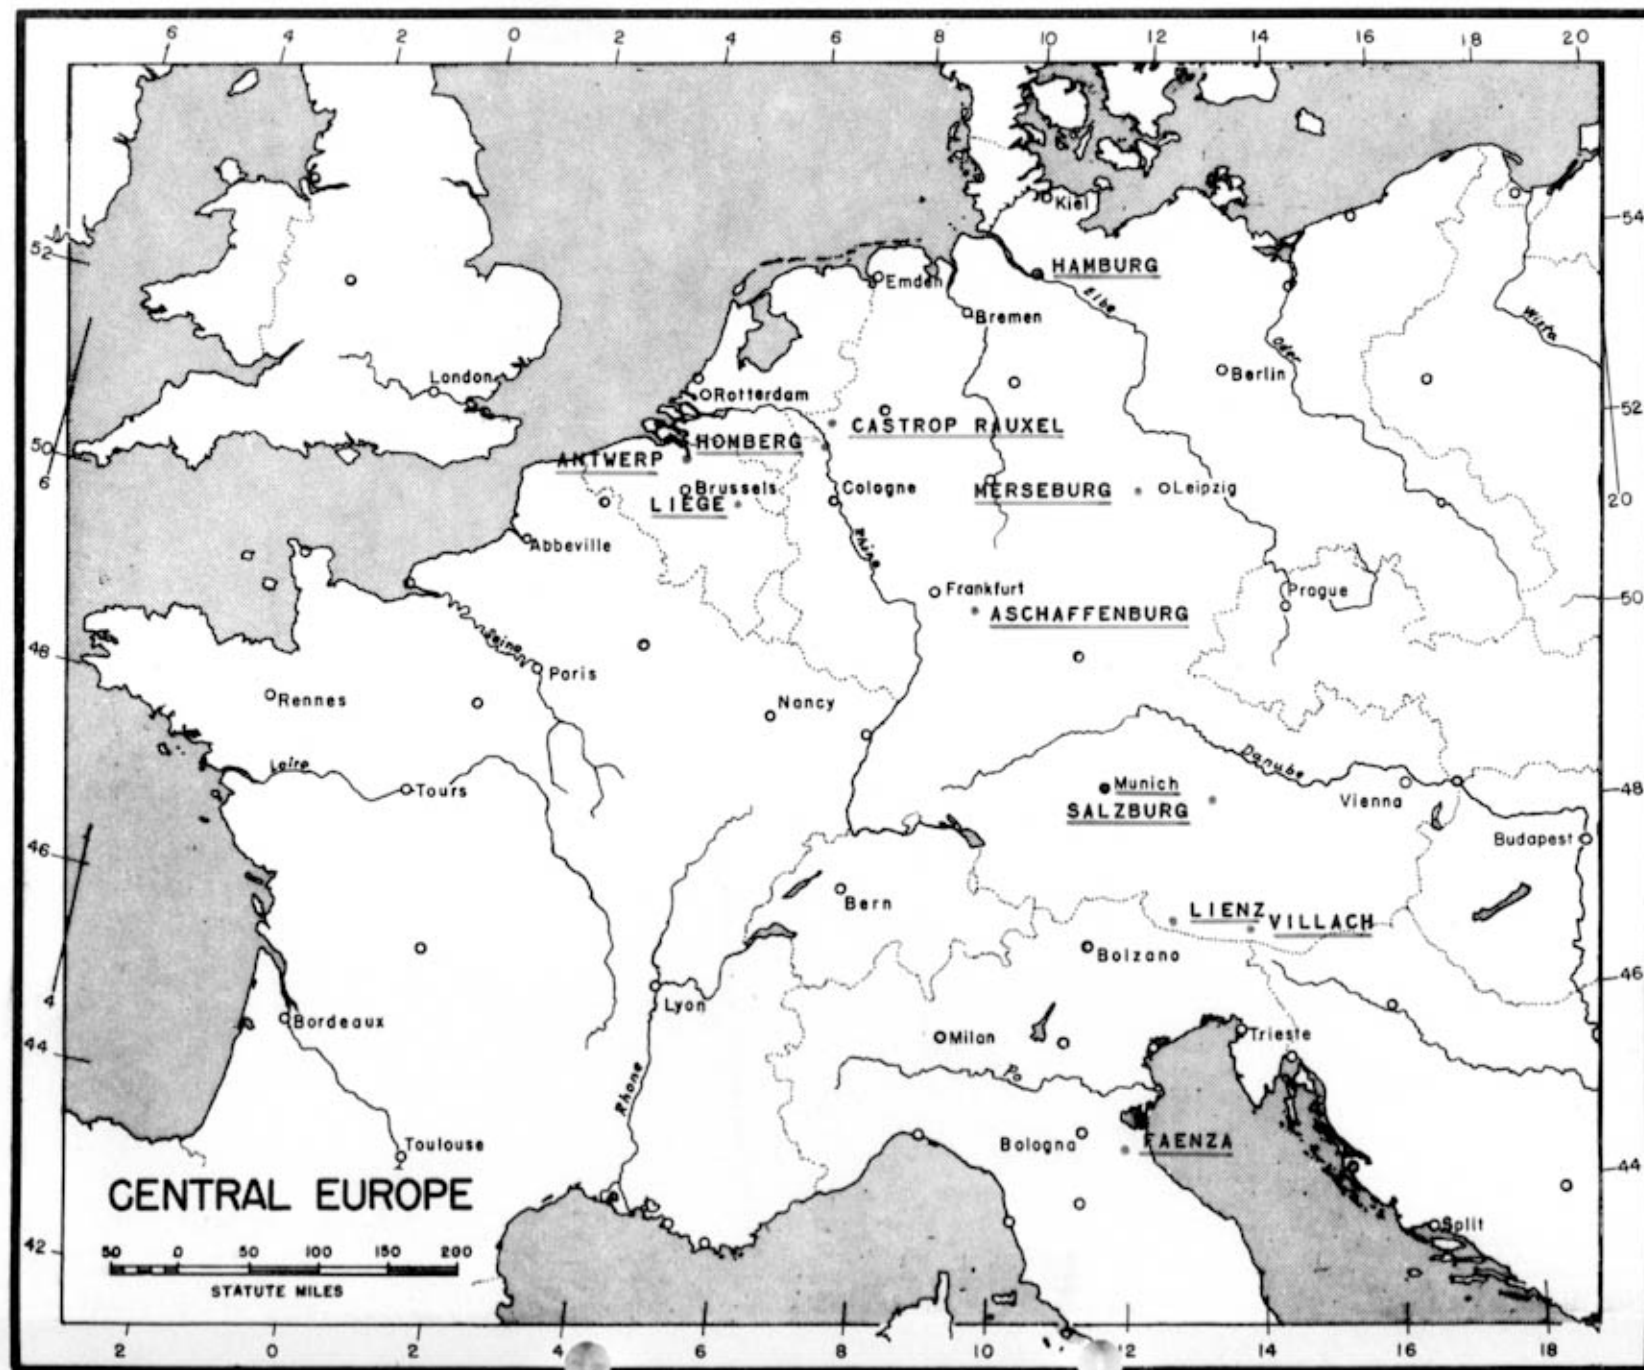 6 4 2 0 2 4 6 8 10 12 14 16 18 20
Kiel
54
52
HAMBURG
Emden
Elbe
Bremen
Wista
Oder
London
Berlin
Rotterdam
52
CASTROP RAUXEL
HOMBERG
50
ANTWERP
6
Brussels
Cologne
MERSEBURG
Leipzig
20
LIEGE
Abbeville
Rhine
Frankfurt
Prague
50
ASCHAFFENBURG
Seine
48
Paris
Rennes
Nancy
Danube
Loire
Tours
Munich
48
Vienna
SALZBURG
Budapest
46
Bern
LIENZ
VILLACH
Bolzano
46
4
Lyon
Bordeaux
Milan
Trieste
44
Po
Rhone
Toulouse
Bologna
FAENZA
44
CENTRAL EUROPE
Split
42
50 0 50 100 160 200
STATUTE MILES
2 0 2 4 6 8 10 12 14 16 18